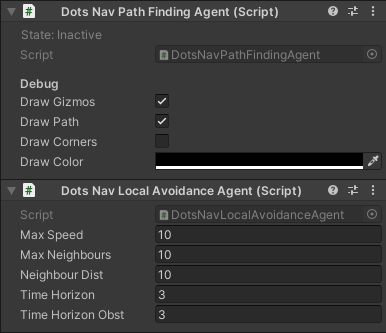 Dots Nav Path Finding Agent (Script)
State: Inactive
Script DotsNavPathFindingAgent
Debug
Draw Gizmos
Draw Path
Draw Corners
Draw Color
Dots Nav Local Avoidance Agent (Script)
Script DotsNavLocalAvoidanceAgent
Max Speed 10
Max Neighbours 10
Neighbour Dist 10
Time Horizon 3
Time Horizon Obst 3